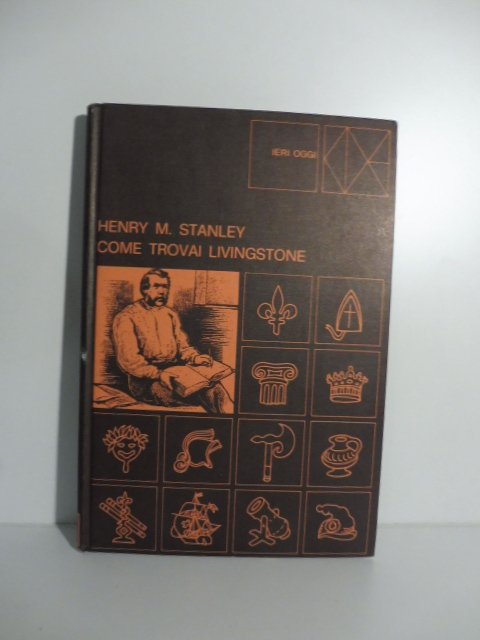 IERI OGGI
HENRY M. STANLEY
COME TROVAI LIVINGSTONE